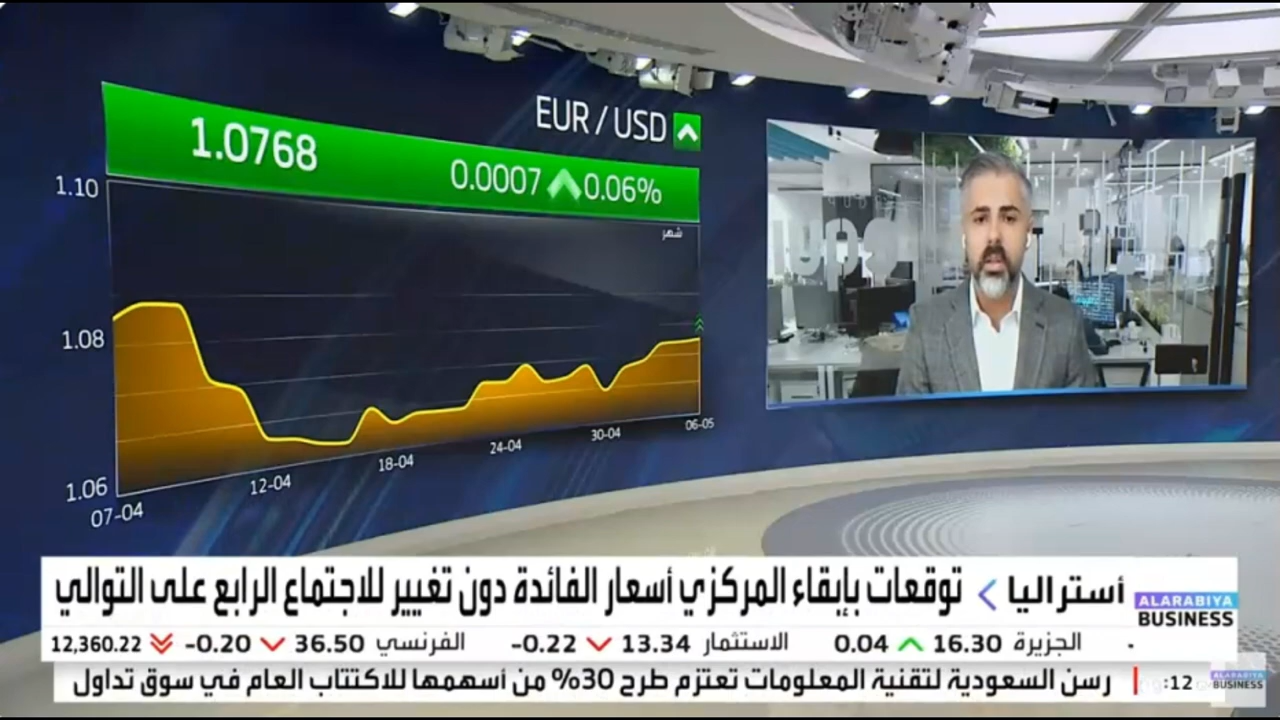 EUR / USD
1.0768 0.0007 0.06%
شهر
1.10
1.08
1.06
07-04 12-04 18-04 24-04 30-04 06-05
أستراليا > توقعات بإبقاء المركزي أسعار الفائدة دون تغيير للاجتماع الرابع على التوالي
ALARABIYA
BUSINESS
الجزيرة 16.30 0.04 الاستثمار 13.34 -0.22 الفرنسي 36.50 -0.20 12,360.22
:12 رسن السعودية لتقنية المعلومات تعتزم طرح 30% من أسهمها للاكتتاب العام في سوق تداول
ALARABIYA
BUSINESS